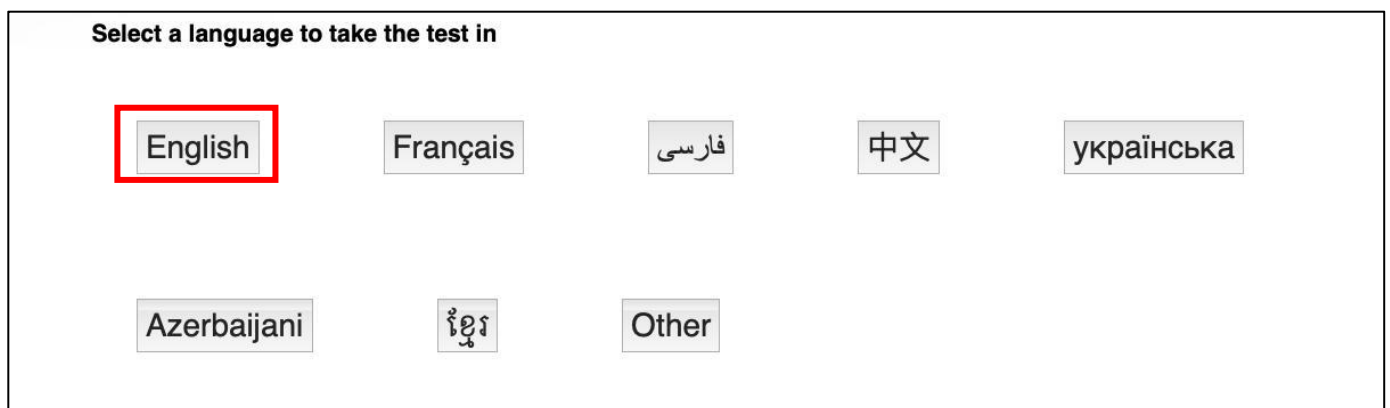 Select a language to take the test in
English Français فارسی 中文 українська
Azerbaijani ខ្មែរ Other